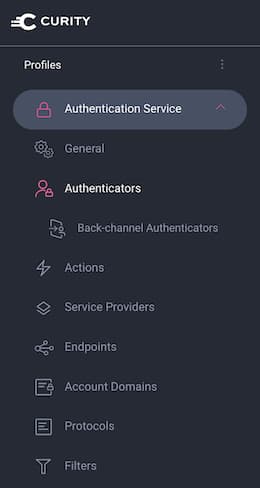 CURITY
Profiles
Authentication Service
General
Authenticators
Back-channel Authenticators
Actions
Service Providers
Endpoints
Account Domains
Protocols
Filters